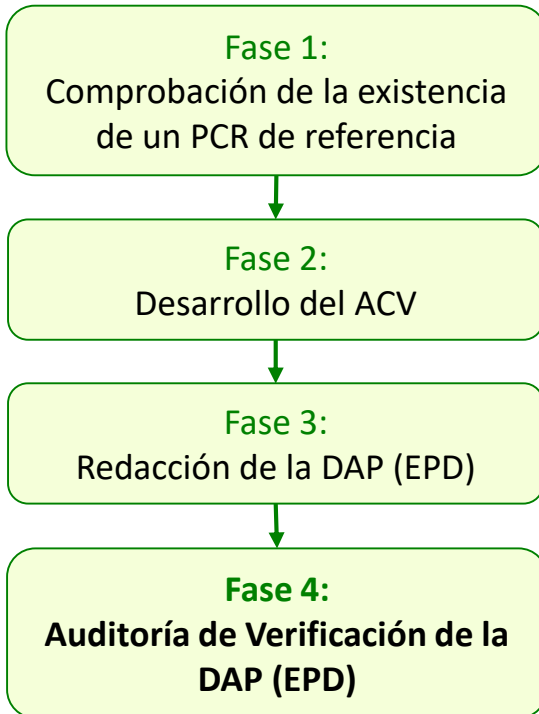 Fase 1:
Comprobación de la existencia
de un PCR de referencia
Fase 2:
Desarrollo del ACV
Fase 3:
Redacción de la DAP (EPD)
Fase 4:
Auditoría de Verificación de la
DAP (EPD)